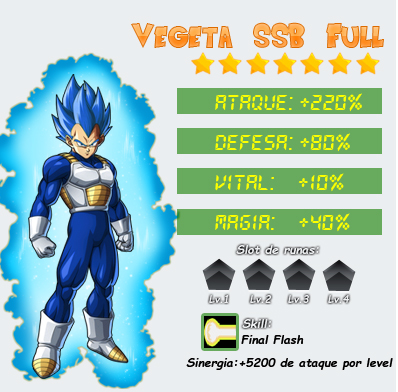 Vegeta SSB Full
ATAQUE: +220%
DEFESA: +80%
VITAL: +10%
MAGIA: +40%
Slot de runas:
Lv.1 Lv.2 Lv.3 Lv.4
Skill:
Final Flash
Sinergia:+5200 de ataque por level